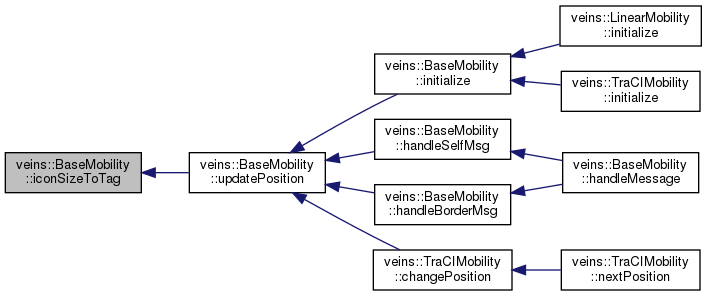 veins::LinearMobility
::initialize
veins::BaseMobility
::initialize
veins::TraCIMobility
::initialize
veins::BaseMobility
::handleSelfMsg
veins::BaseMobility
::iconSizeToTag
veins::BaseMobility
::updatePosition
veins::BaseMobility
::handleMessage
veins::BaseMobility
::handleBorderMsg
veins::TraCIMobility
::changePosition
veins::TraCIMobility
::nextPosition